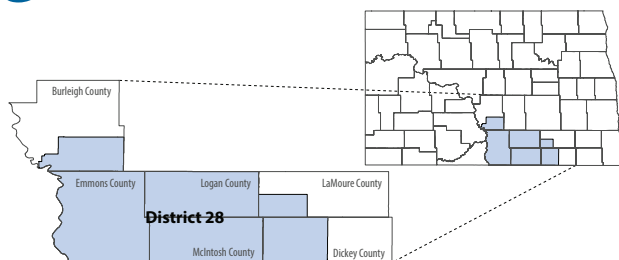 Burleigh County
Emmons County
Logan County
LaMoure County
District 28
McIntosh County
Dickey County